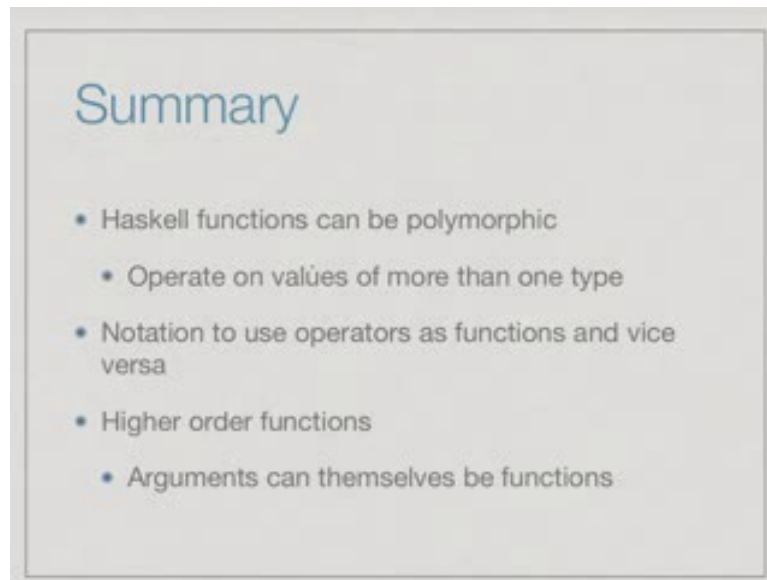 Summary
• Haskell functions can be polymorphic
• Operate on values of more than one type
• Notation to use operators as functions and vice
versa
• Higher order functions
• Arguments can themselves be functions